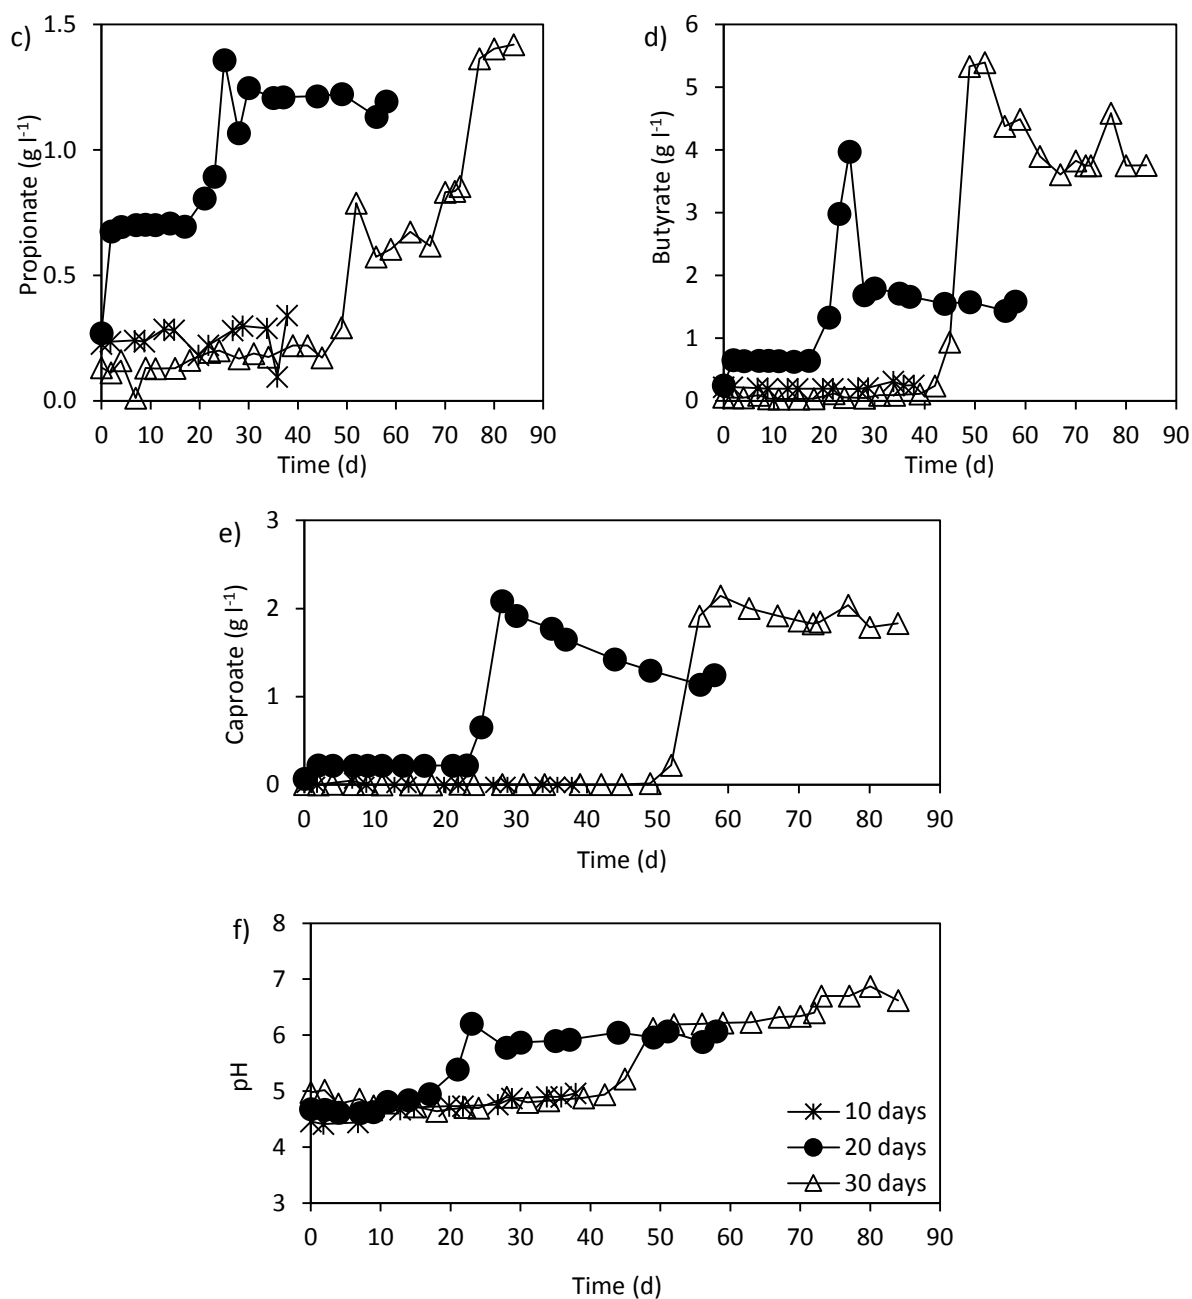 c)
Propionate (g l-1)
1.5
1.0
0.5
0.0
0 10 20 30 40 50 60 70 80 90
Time (d)
d)
Butyrate (g l-1)
6
5
4
3
2
1
0
0 10 20 30 40 50 60 70 80 90
Time (d)
e)
Caproate (g l-1)
3
2
1
0
0 10 20 30 40 50 60 70 80 90
Time (d)
f)
pH
8
7
6
5
4
3
10 days
20 days
30 days
0 10 20 30 40 50 60 70 80 90
Time (d)